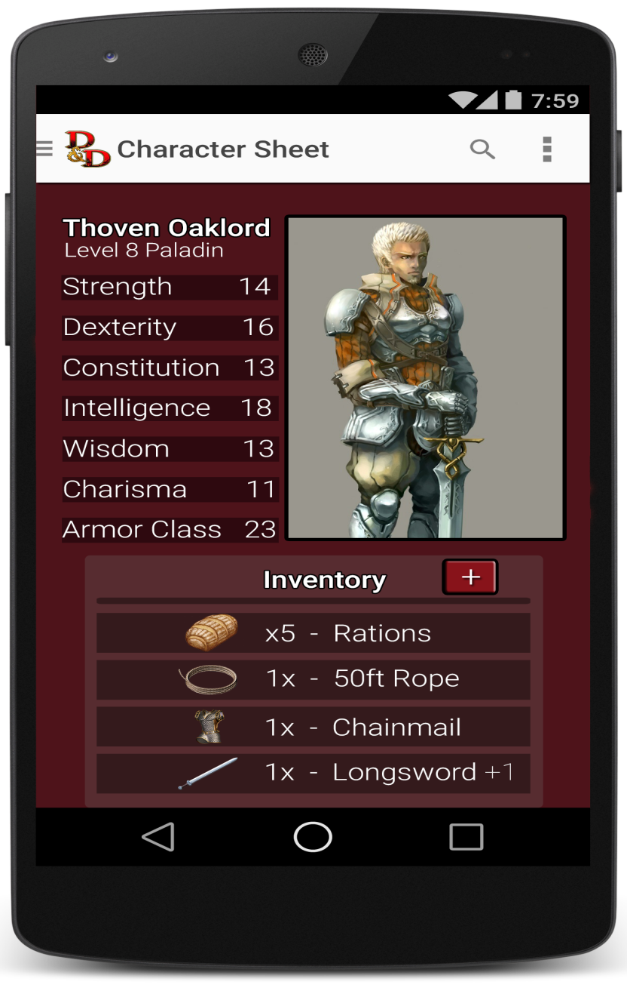 7:59
D&D Character Sheet
Thoven Oaklord
Level 8 Paladin
Strength 14
Dexterity 16
Constitution 13
Intelligence 18
Wisdom 13
Charisma 11
Armor Class 23
Inventory +
x5 - Rations
1x - 50ft Rope
1x - Chainmail
1x - Longsword +1